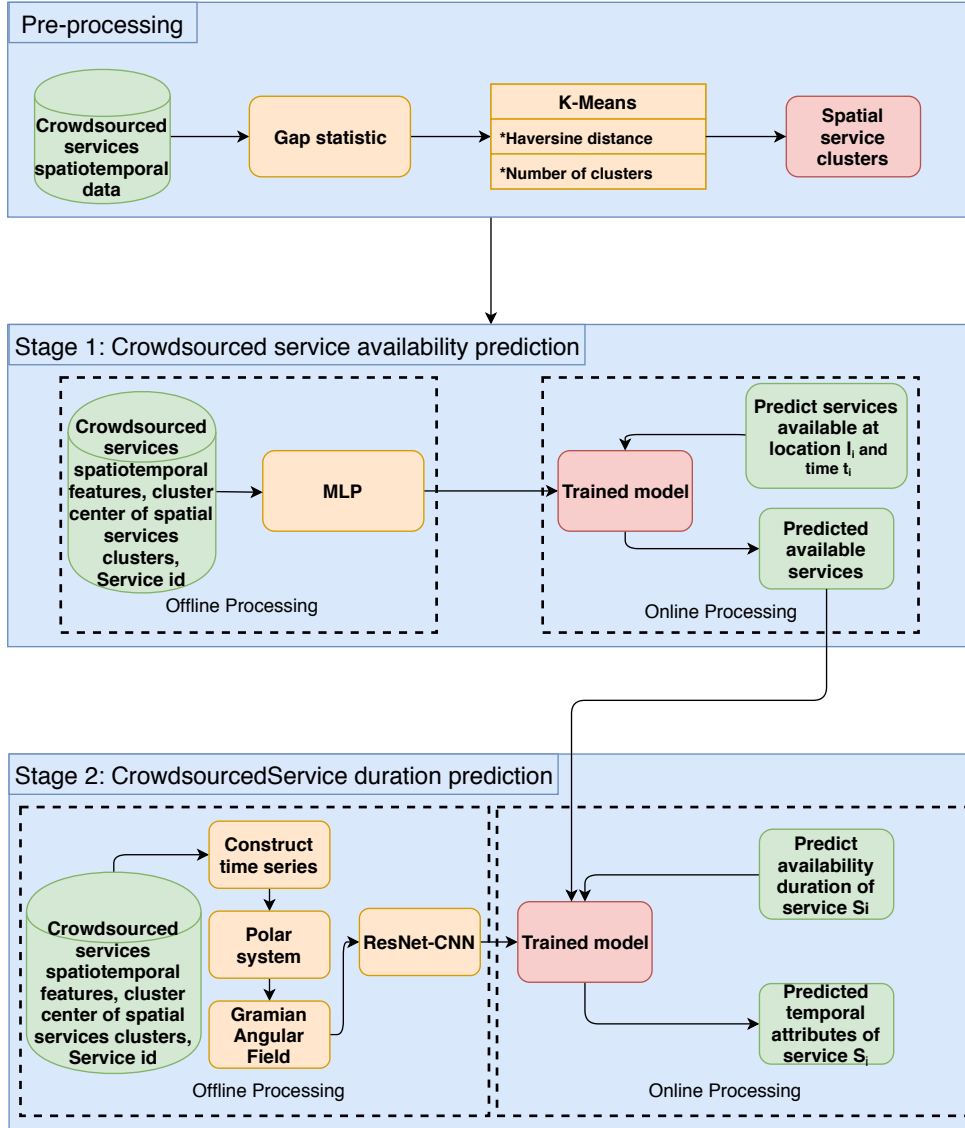 Pre-processing
Crowdsourced
services
spatiotemporal
data
Gap statistic
K-Means
*Haversine distance
*Number of clusters
Spatial
service
clusters
Stage 1: Crowdsourced service availability prediction
Crowdsourced
services
spatiotemporal
features, cluster
center of spatial
services
clusters,
Service id
MLP
Offline Processing
Trained model
Predict services
available at
location lᵢ and
time tᵢ
Predicted
available
services
Online Processing
Stage 2: CrowdsourcedService duration prediction
Crowdsourced
services
spatiotemporal
features, cluster
center of spatial
services clusters,
Service id
Construct
time series
Polar
system
Gramian
Angular
Field
ResNet-CNN
Offline Processing
Trained model
Predict
availability
duration of
service Si
Predicted
temporal
attributes of
service Sᵢ
Online Processing